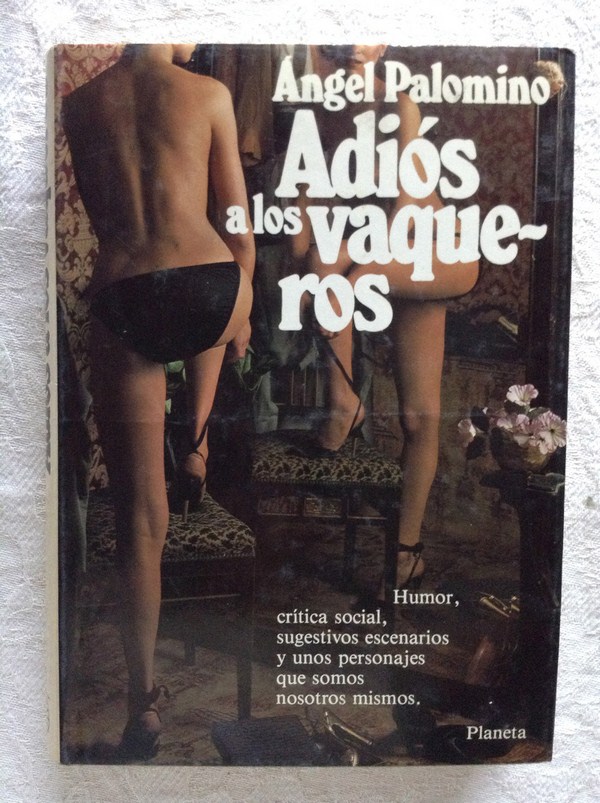 Ángel Palomino
Adiós
a los vaque-
ros
Humor,
crítica social,
sugestivos escenarios
y unos personajes
que somos
nosotros mismos.
Planeta